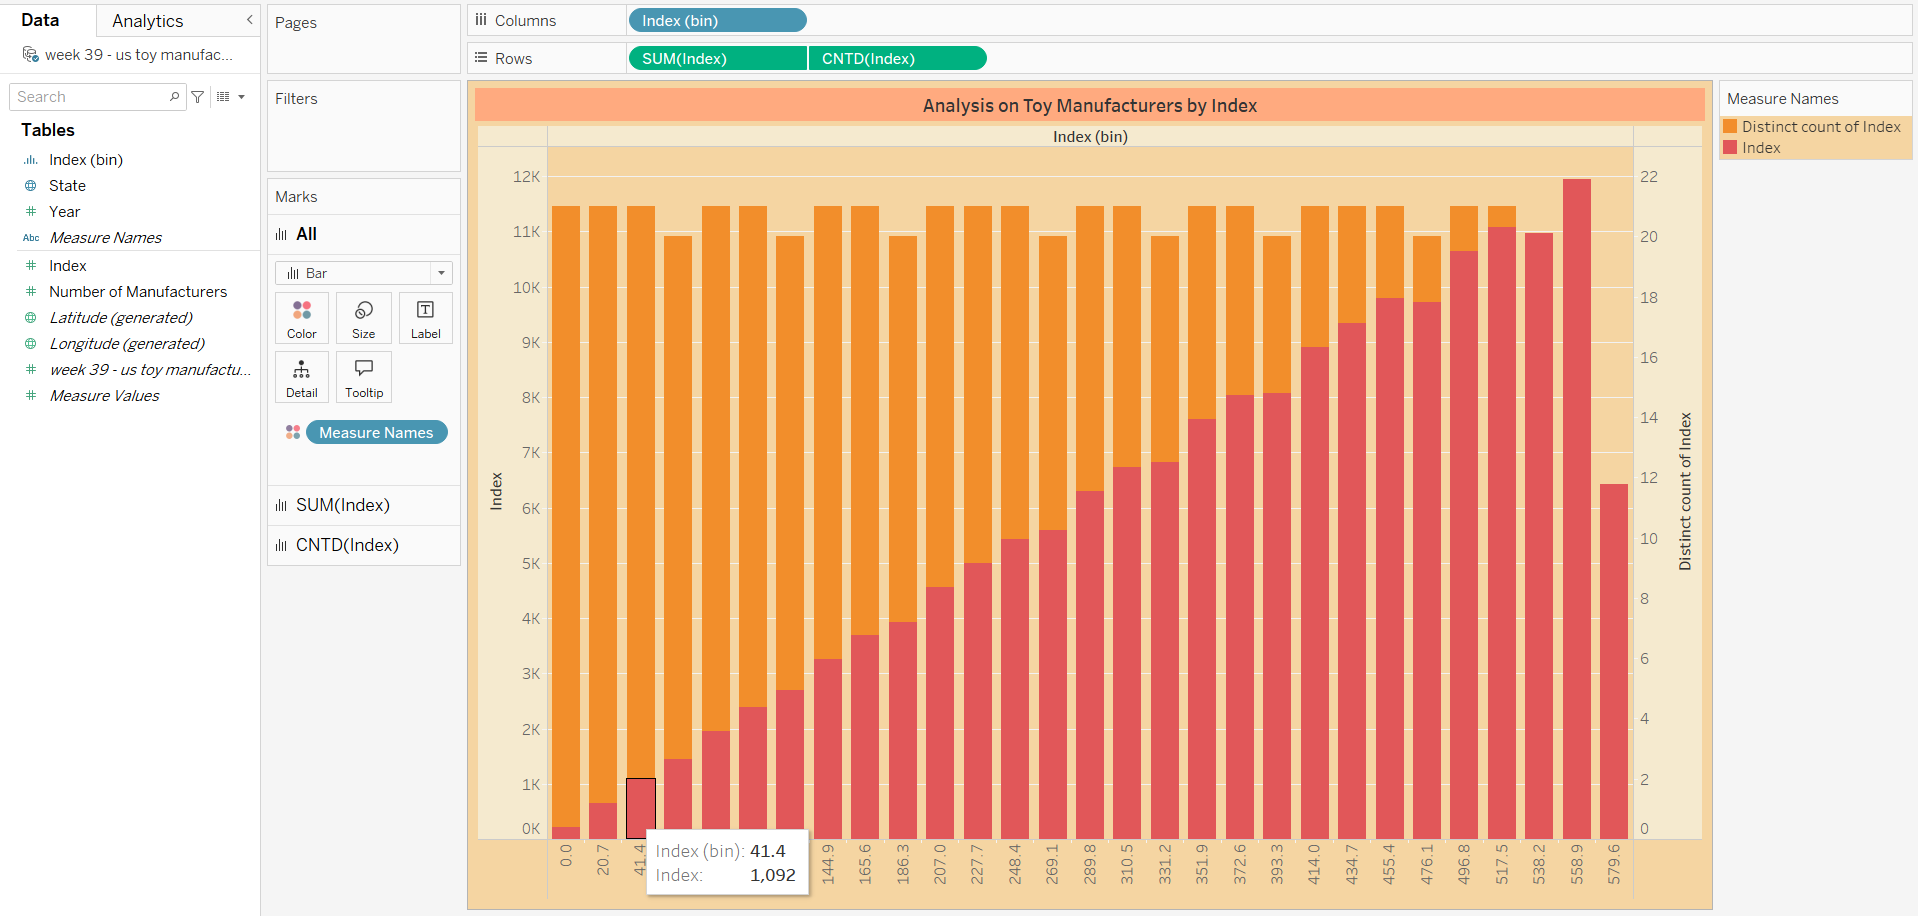 Data
Analytics
week 39 - us toy manufac...
Search
Tables
Index (bin)
State
Year
Abc Measure Names
Index
Number of Manufacturers
Latitude (generated)
Longitude (generated)
week 39 - us toy manufactu...
Measure Values
Pages
Filters
Marks
All
Bar
Color Size Label
Detail Tooltip
Measure Names
SUM(Index)
CNTD(Index)
Columns Index (bin)
Rows SUM(Index) CNTD(Index)
Analysis on Toy Manufacturers by Index
Index (bin)
Index
12K
11K
10K
9K
8K
7K
6K
5K
4K
3K
2K
1K
0K
22
20
18
16
14
12
10
8
6
4
2
0
Distinct count of Index
0.0 20.7 41.4 144.9 165.6 186.3 207.0 227.7 248.4 269.1 289.8 310.5 331.2 351.9 372.6 393.3 414.0 434.7 455.4 476.1 496.8 517.5 538.2 558.9 579.6
Index (bin): 41.4
Index: 1,092
Measure Names
Distinct count of Index
Index